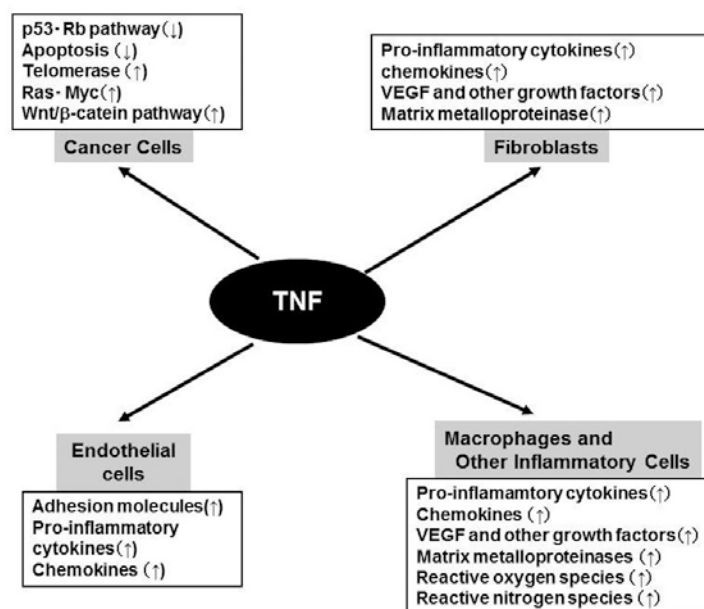 p53- Rb pathway(↓)
Apoptosis (↓)
Telomerase (↑)
Ras- Myc(↑)
Wnt/β-catein pathway(↑)
Cancer Cells
Pro-inflammatory cytokines(↑)
chemokines(↑)
VEGF and other growth factors(↑)
Matrix metalloproteinase(↑)
Fibroblasts
TNF
Endothelial
cells
Adhesion molecules(↑)
Pro-inflammatory
cytokines(↑)
Chemokines (↑)
Macrophages and
Other Inflammatory Cells
Pro-inflamamtory cytokines(↑)
Chemokines (↑)
VEGF and other growth factors(↑)
Matrix metalloproteinases (↑)
Reactive oxygen species (↑)
Reactive nitrogen species (↑)